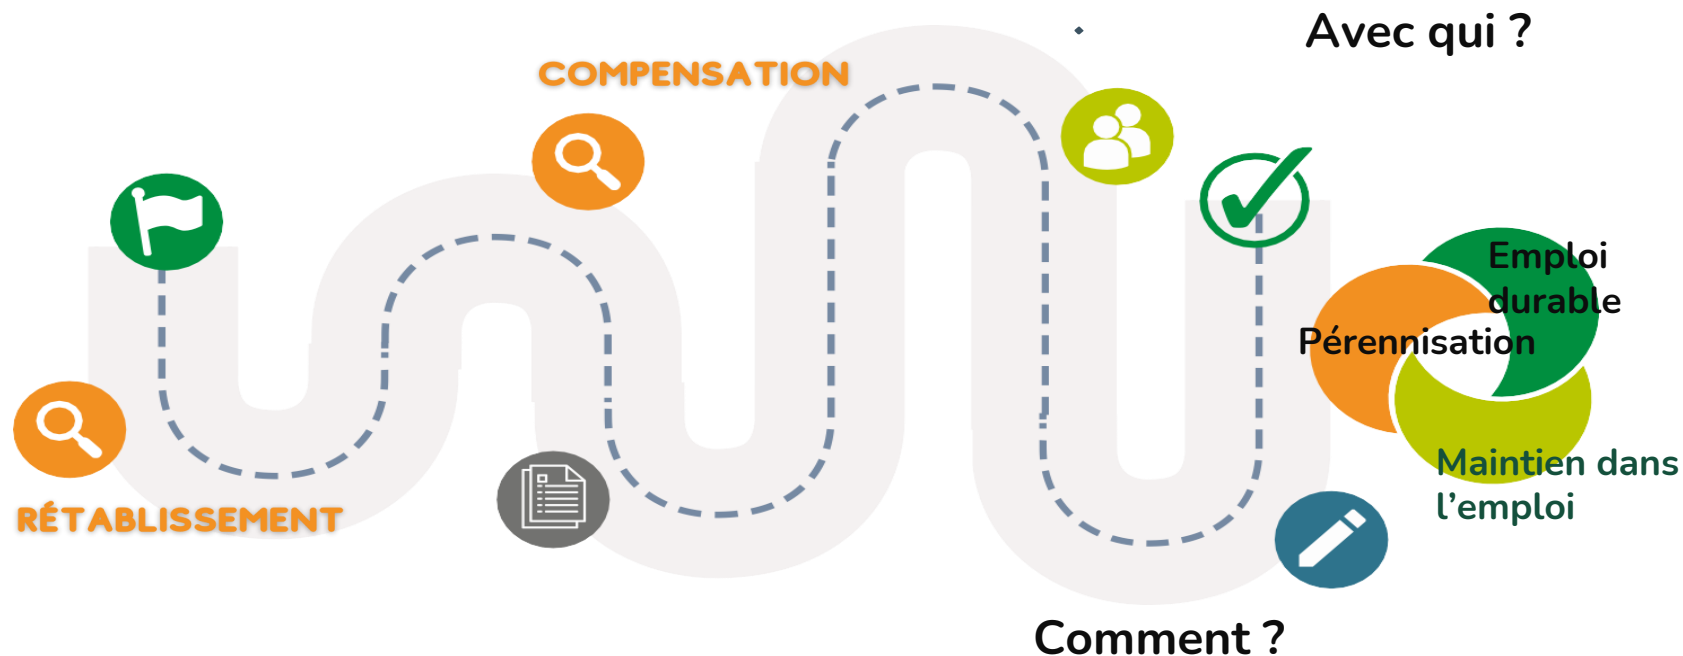 Avec qui ?
COMPENSATION
Emploi
durable
Pérennisation
Maintien dans
l’emploi
RÉTABLISSEMENT
Comment ?